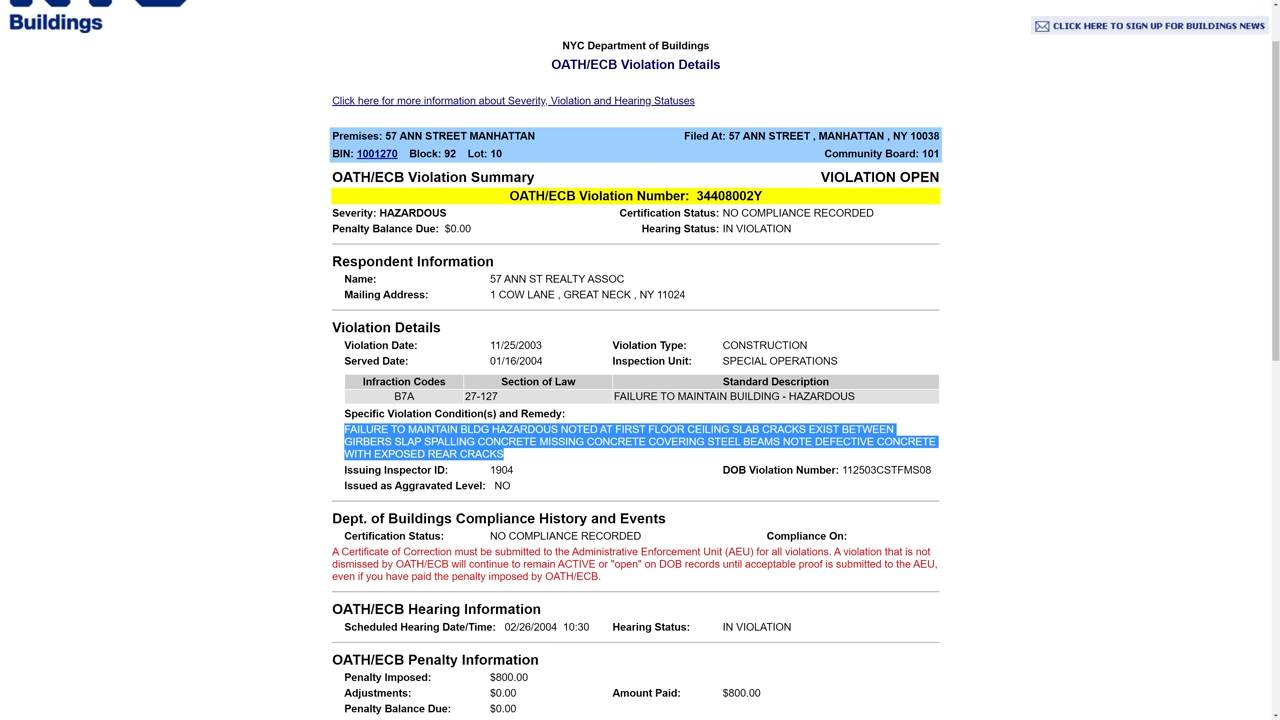 Buildings
CLICK HERE TO SIGN UP FOR BUILDINGS NEWS
NYC Department of Buildings
OATH/ECB Violation Details
Click here for more information about Severity, Violation and Hearing Statuses
Premises: 57 ANN STREET MANHATTAN Filed At: 57 ANN STREET , MANHATTAN , NY 10038
BIN: 1001270 Block: 92 Lot: 10 Community Board: 101
OATH/ECB Violation Summary VIOLATION OPEN
OATH/ECB Violation Number: 34408002Y
Severity: HAZARDOUS Certification Status: NO COMPLIANCE RECORDED
Penalty Balance Due: $0.00 Hearing Status: IN VIOLATION
Respondent Information
Name: 57 ANN ST REALTY ASSOC
Mailing Address: 1 COW LANE , GREAT NECK , NY 11024
Violation Details
Violation Date: 11/25/2003 Violation Type: CONSTRUCTION
Served Date: 01/16/2004 Inspection Unit: SPECIAL OPERATIONS
Infraction Codes Section of Law Standard Description
B7A 27-127 FAILURE TO MAINTAIN BUILDING - HAZARDOUS
Specific Violation Condition(s) and Remedy:
FAILURE TO MAINTAIN BLDG HAZARDOUS NOTED AT FIRST FLOOR CEILING SLAB CRACKS EXIST BETWEEN
GIRBERS SLAP SPALLING CONCRETE MISSING CONCRETE COVERING STEEL BEAMS NOTE DEFECTIVE CONCRETE
WITH EXPOSED REAR CRACKS
Issuing Inspector ID: 1904 DOB Violation Number: 112503CSTFMS08
Issued as Aggravated Level: NO
Dept. of Buildings Compliance History and Events
Certification Status: NO COMPLIANCE RECORDED Compliance On:
A Certificate of Correction must be submitted to the Administrative Enforcement Unit (AEU) for all violations. A violation that is not
dismissed by OATH/ECB will continue to remain ACTIVE or "open" on DOB records until acceptable proof is submitted to the AEU,
even if you have paid the penalty imposed by OATH/ECB.
OATH/ECB Hearing Information
Scheduled Hearing Date/Time: 02/26/2004 10:30 Hearing Status: IN VIOLATION
OATH/ECB Penalty Information
Penalty Imposed: $800.00
Adjustments: $0.00 Amount Paid: $800.00
Penalty Balance Due: $0.00